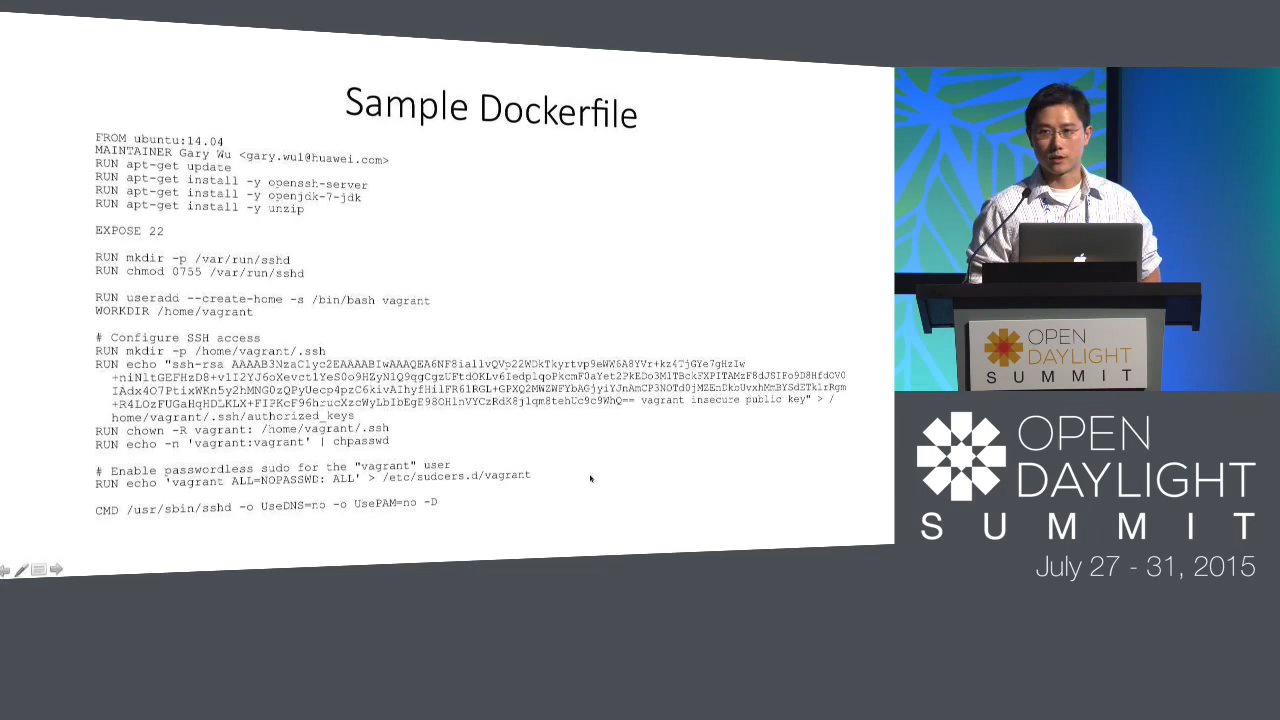 Sample Dockerfile
FROM ubuntu:14.04
MAINTAINER Gary Wu <gary.wu1@huawei.com>
RUN apt-get update
RUN apt-get install -y openssh-server
RUN apt-get install -y openjdk-7-jdk
RUN apt-get install -y unzip
EXPOSE 22
RUN mkdir -p /var/run/sshd
RUN chmod 0755 /var/run/sshd
RUN useradd --create-home -s /bin/bash vagrant
WORKDIR /home/vagrant
# Configure SSH access
RUN mkdir -p /home/vagrant/.ssh
RUN echo "ssh-rsa
vagrant insecure public key" > /
home/vagrant/.ssh/authorized_keys
RUN chown -R vagrant: /home/vagrant/.ssh
RUN echo -n 'vagrant:vagrant' | chpasswd
# Enable passwordless sudo for the "vagrant" user
RUN echo 'vagrant ALL=NOPASSWD: ALL' > /etc/sudoers.d/vagrant
CMD /usr/sbin/sshd -o UseDNS=no -o UsePAM=no -D
OPEN
DAYLIGHT
SUMMIT
OPEN
DAYLIGHT
SUMMIT
July 27 - 31, 2015